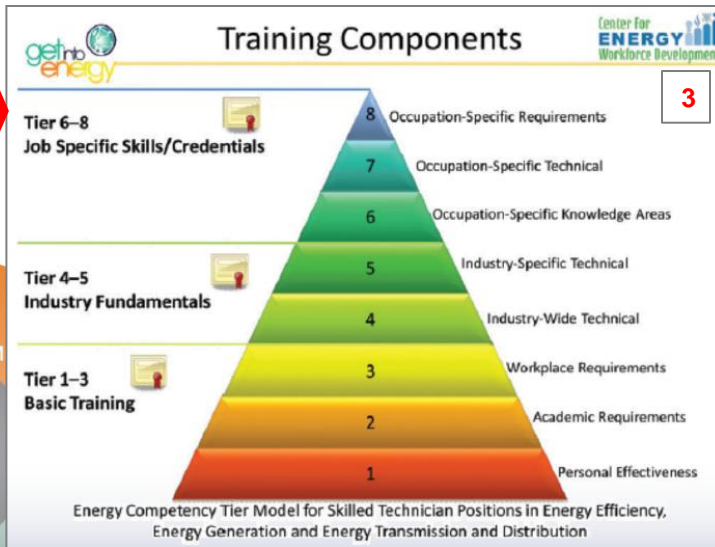 get into
energy
Training Components
Center for
ENERGY
Workforce Development
3
Tier 6–8
Job Specific Skills/Credentials
8 Occupation-Specific Requirements
7 Occupation-Specific Technical
6 Occupation-Specific Knowledge Areas
Tier 4–5
Industry Fundamentals
5 Industry-Specific Technical
4 Industry-Wide Technical
Tier 1–3
Basic Training
3 Workplace Requirements
2 Academic Requirements
1 Personal Effectiveness
Energy Competency Tier Model for Skilled Technician Positions in Energy Efficiency,
Energy Generation and Energy Transmission and Distribution